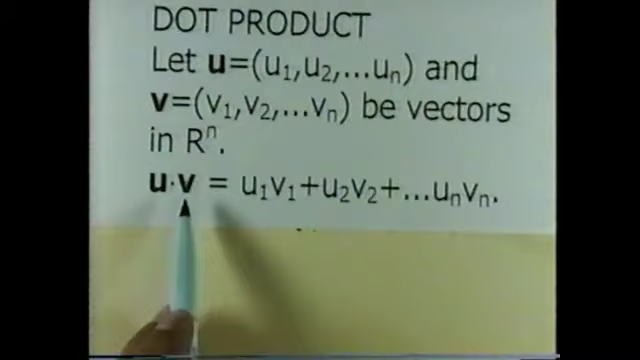 DOT PRODUCT
Let u=(u₁,u₂,...uₙ) and
v=(v₁,v₂,...vₙ) be vectors
in Rⁿ.
u·v = u₁v₁+u₂v₂+...uₙvₙ.